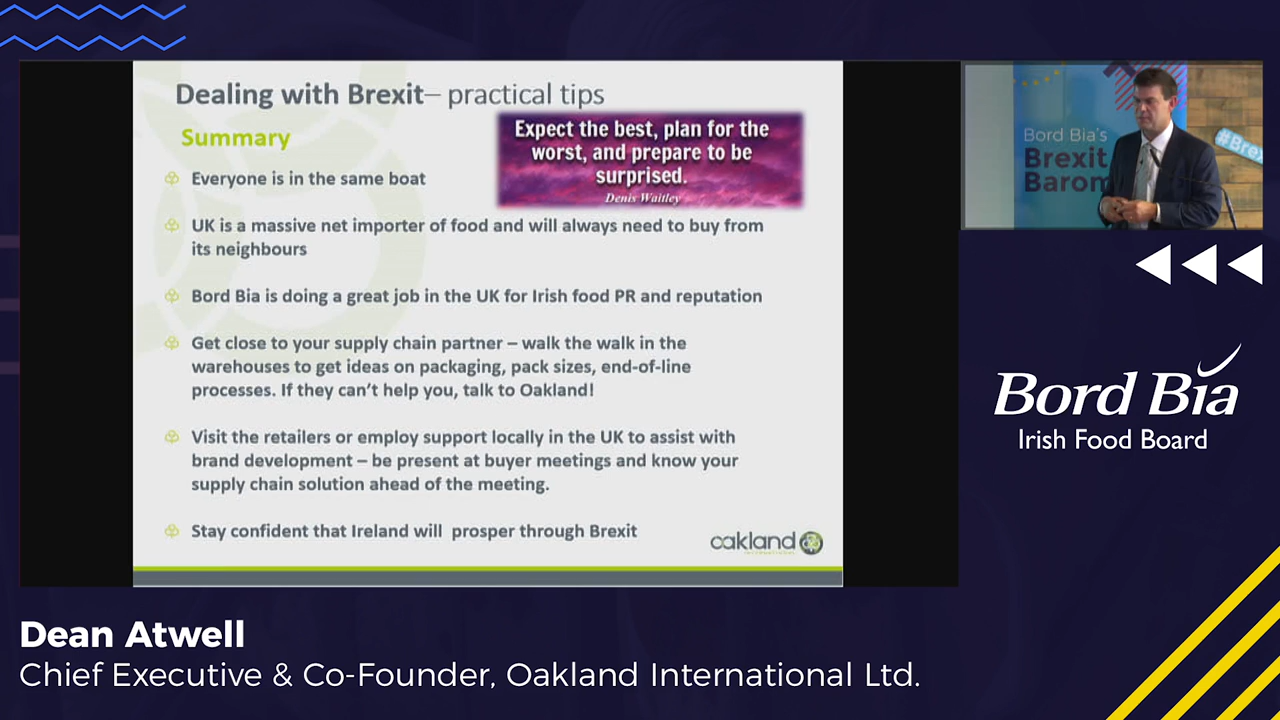 Dealing with Brexit– practical tips
Summary
Expect the best, plan for the
worst, and prepare to be
surprised.
Denis Waitley
Everyone is in the same boat
UK is a massive net importer of food and will always need to buy from
its neighbours
Bord Bia is doing a great job in the UK for Irish food PR and reputation
Get close to your supply chain partner – walk the walk in the
warehouses to get ideas on packaging, pack sizes, end-of-line
processes. If they can’t help you, talk to Oakland!
Visit the retailers or employ support locally in the UK to assist with
brand development – be present at buyer meetings and know your
supply chain solution ahead of the meeting.
Stay confident that Ireland will  prosper through Brexit
oakland
Bord Bia's
Brexit
Barom
#Brex
Bord Bia
Irish Food Board
Dean Atwell
Chief Executive & Co-Founder, Oakland International Ltd.